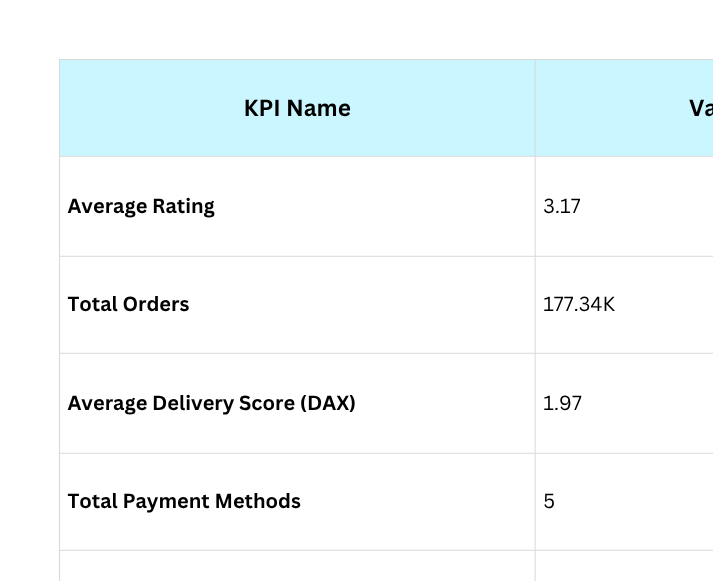 KPI Name
Average Rating 3.17
Total Orders 177.34K
Average Delivery Score (DAX) 1.97
Total Payment Methods 5